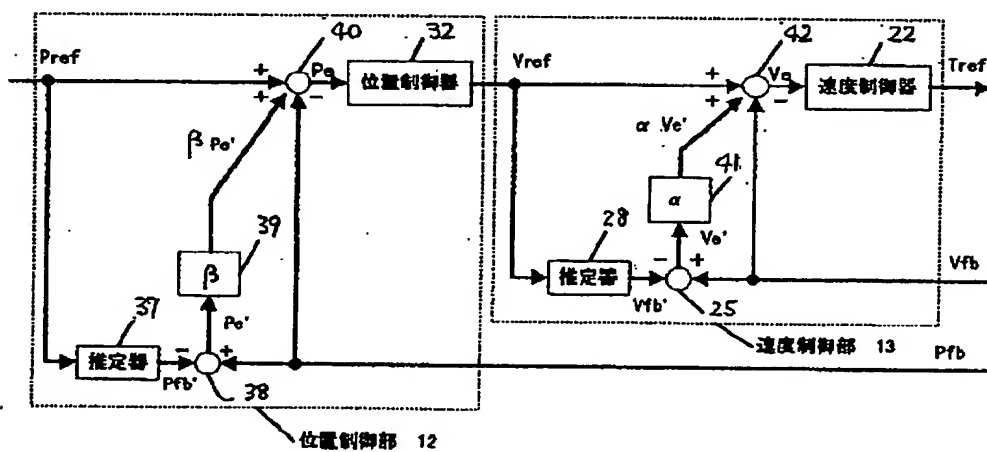 40
32
42
22
Pref
Pe
位置制御器
Vref
Ve
速度制御器
Tref
+
+
-
+
+
-
β Pe'
α Ve'
41
α
39
β
28
Ve'
Vfb
推定器
-
+
Vfb'
25
Pe'
37
速度制御部 13
Pfb
推定器
-
+
Pfb'
38
位置制御部 12